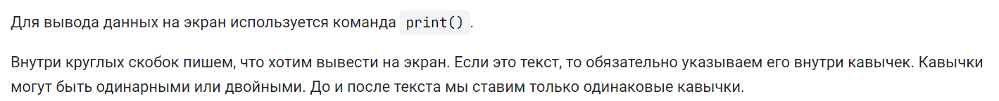 Для вывода данных на экран используется команда print().
Внутри круглых скобок пишем, что хотим вывести на экран. Если это текст, то обязательно указываем его внутри кавычек. Кавычки
могут быть одинарными или двойными. До и после текста мы ставим только одинаковые кавычки.